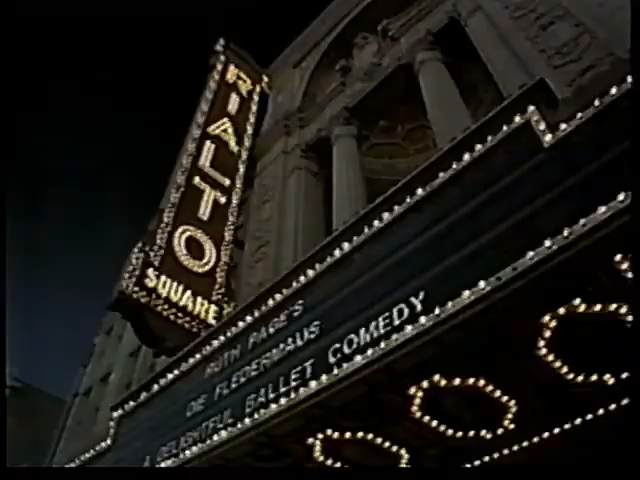 RIALTO
SQUARE
RUTH PAGE'S
DIE FLEDERMAUS
A DELIGHTFUL BALLET COMEDY